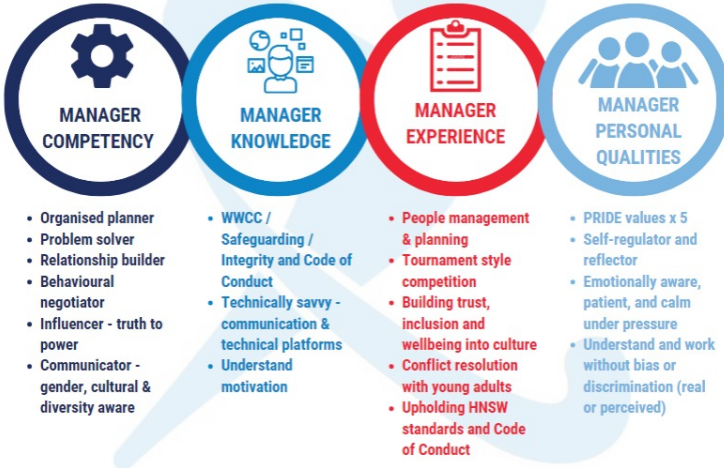 MANAGER
COMPETENCY
MANAGER
KNOWLEDGE
MANAGER
EXPERIENCE
MANAGER
PERSONAL
QUALITIES
• Organised planner
• Problem solver
• Relationship builder
• Behavioural
negotiator
• Influencer - truth to
power
• Communicator -
gender, cultural &
diversity aware
• WWCC /
Safeguarding /
Integrity and Code of
Conduct
• Technically savvy -
communication &
technical platforms
• Understand
motivation
• People management
& planning
• Tournament style
competition
• Building trust,
inclusion and
wellbeing into culture
• Conflict resolution
with young adults
• Upholding HNSW
standards and Code
of Conduct
• PRIDE values x 5
• Self-regulator and
reflector
• Emotionally aware,
patient, and calm
under pressure
• Understand and work
without bias or
discrimination (real
or perceived)